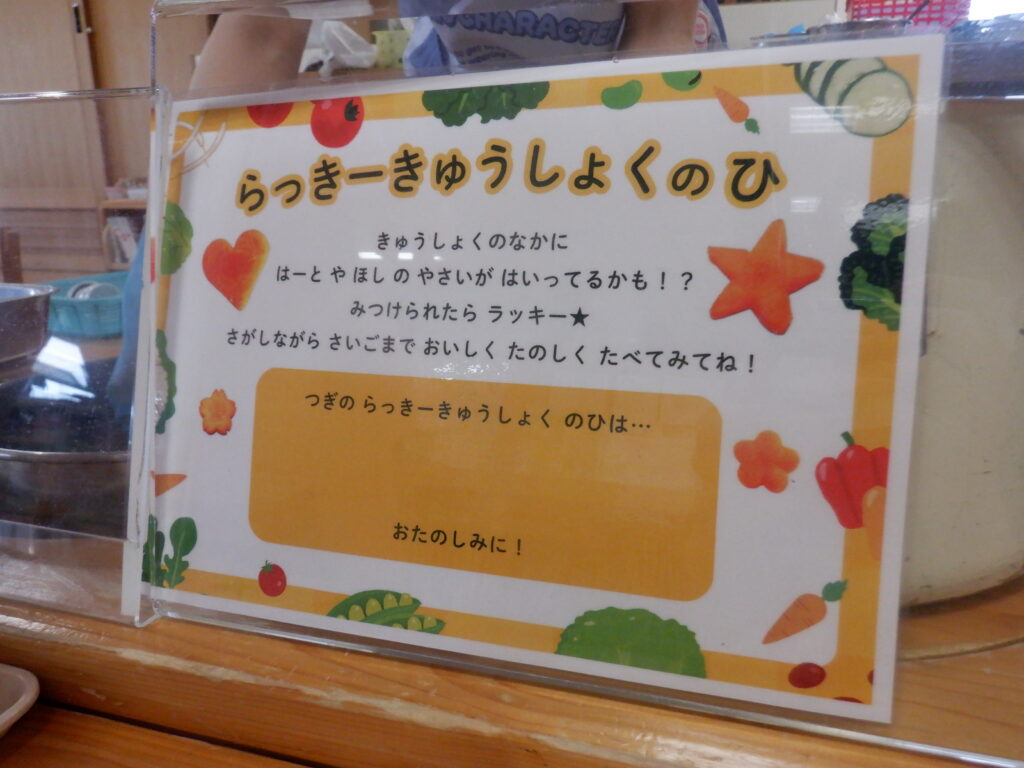 CHARACTER
らっきーきゅうしょくのひ
きゅうしょくのなかに
はーと や ほし の やさいが はいってるかも！？
みつけられたら ラッキー★
さがしながら さいごまで おいしく たのしく たべてみてね！
つぎの らっきーきゅうしょく のひは…
おたのしみに！